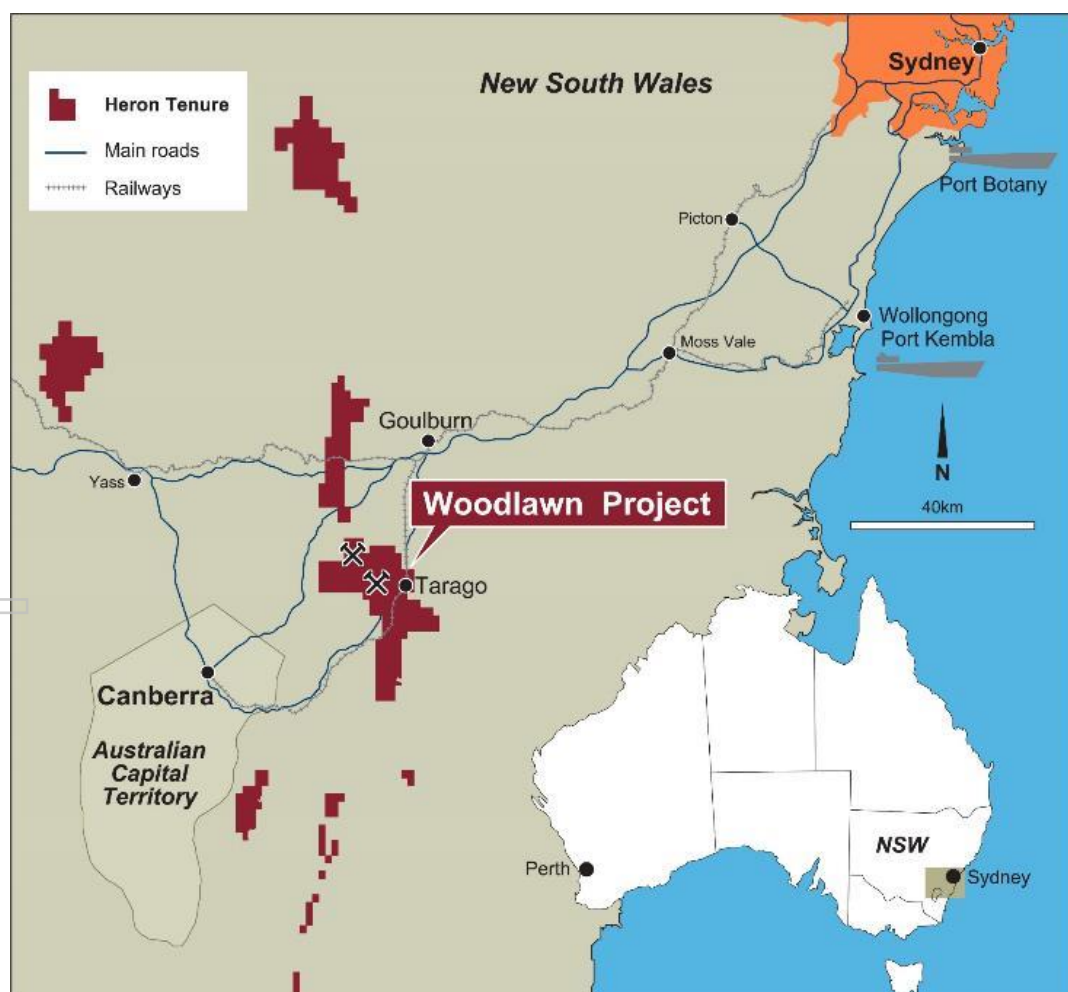 Sydney
New South Wales
Heron Tenure
Main roads
Railways
Port Botany
Picton
Wollongong
Port Kembla
Moss Vale
Goulburn
Yass
N
40km
Woodlawn Project
Tarago
Canberra
Australian
Capital
Territory
NSW
Perth
Sydney